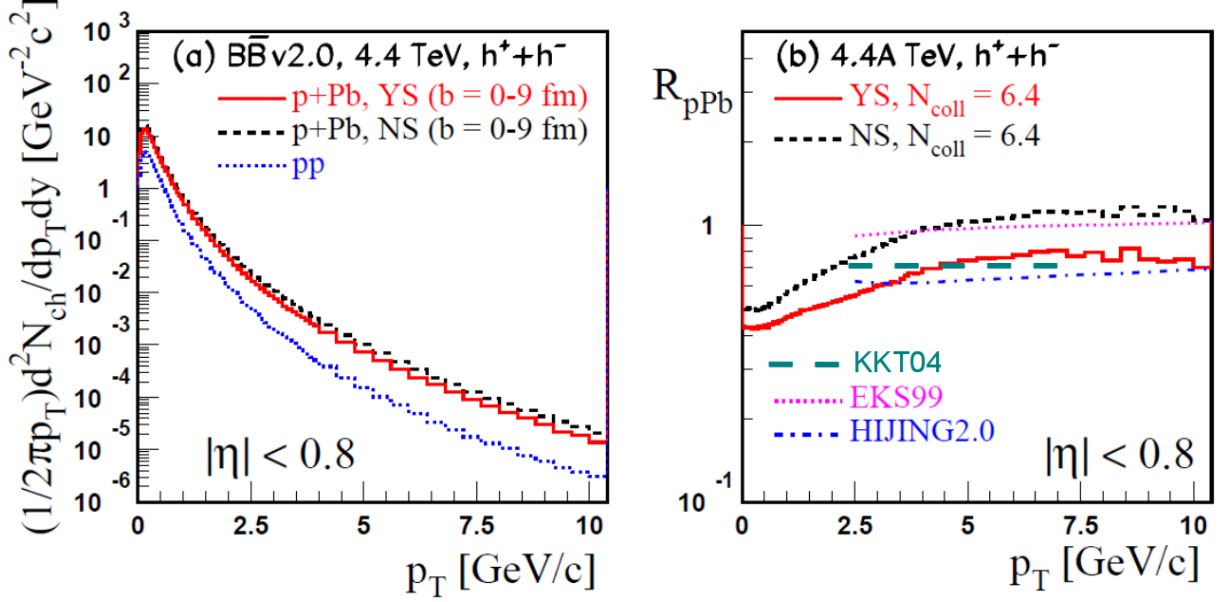 (1/2πp_T)d²N_ch/dp_Tdy [GeV⁻²c²]
10³
10²
10
1
10⁻¹
10⁻²
10⁻³
10⁻⁴
10⁻⁵
10⁻⁶
(a) BB̅ v2.0, 4.4 TeV, h⁺+h⁻
p+Pb, YS (b = 0-9 fm)
p+Pb, NS (b = 0-9 fm)
pp
|η| < 0.8
0 2.5 5 7.5 10
p_T [GeV/c]
R_pPb
1
10⁻¹
(b) 4.4A TeV, h⁺+h⁻
YS, N_coll = 6.4
NS, N_coll = 6.4
KKT04
EKS99
HIJING2.0
|η| < 0.8
0 2.5 5 7.5 10
p_T [GeV/c]